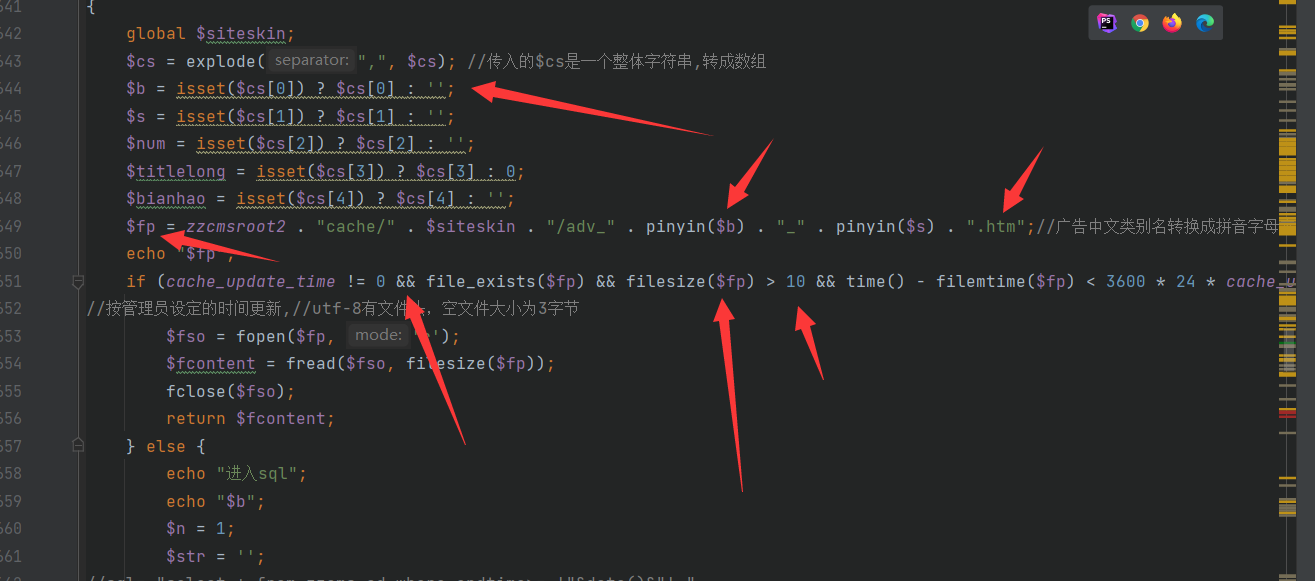 641 {
642 global $siteskin;
643 $cs = explode( separator: ",", $cs); //传入的$cs是一个整体字符串,转成数组
644 $b = isset($cs[0]) ? $cs[0] : '';
645 $s = isset($cs[1]) ? $cs[1] : '';
646 $num = isset($cs[2]) ? $cs[2] : '';
647 $titlelong = isset($cs[3]) ? $cs[3] : 0;
648 $bianhao = isset($cs[4]) ? $cs[4] : '';
649 $fp = zzcmsroot2 . "cache/" . $siteskin . "/adv_" . pinyin($b) . "_" . pinyin($s) . ".htm";//广告中文类别名转换成拼音字母
650 echo "$fp ;
651 if (cache_update_time != 0 && file_exists($fp) && filesize($fp) > 10 && time() - filemtime($fp) < 3600 * 24 * cache_u
652 //按管理员设定的时间更新,//utf-8有文件 , 空文件大小为3字节
653 $fso = fopen($fp, mode: ');
654 $fcontent = fread($fso, filesize($fp));
655 fclose($fso);
656 return $fcontent;
657 } else {
658 echo "进入sql";
659 echo "$b";
660 $n = 1;
661 $str = '';